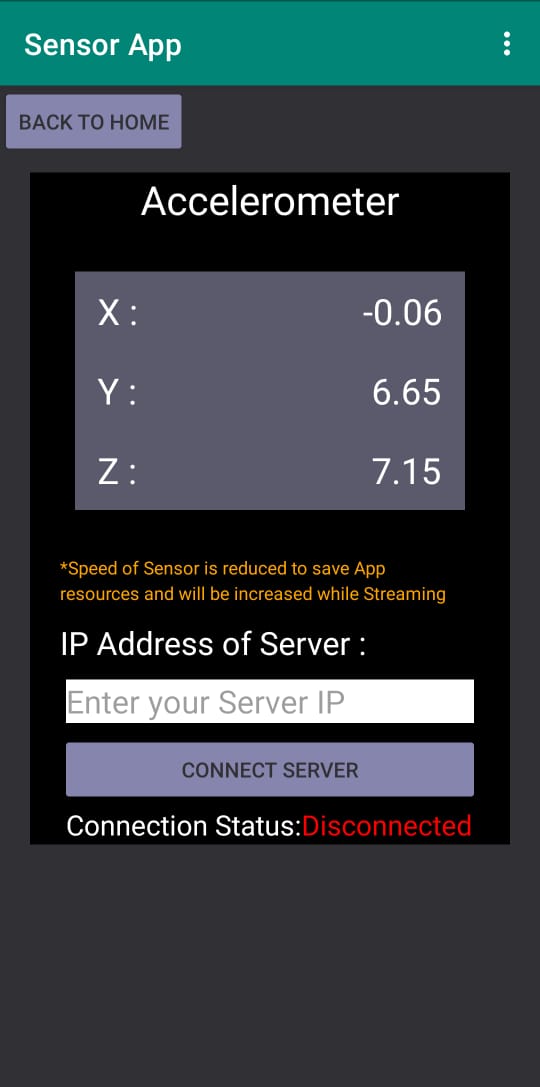 Sensor App
BACK TO HOME
Accelerometer
X : -0.06
Y : 6.65
Z : 7.15
*Speed of Sensor is reduced to save App
resources and will be increased while Streaming
IP Address of Server :
Enter your Server IP
CONNECT SERVER
Connection Status:Disconnected